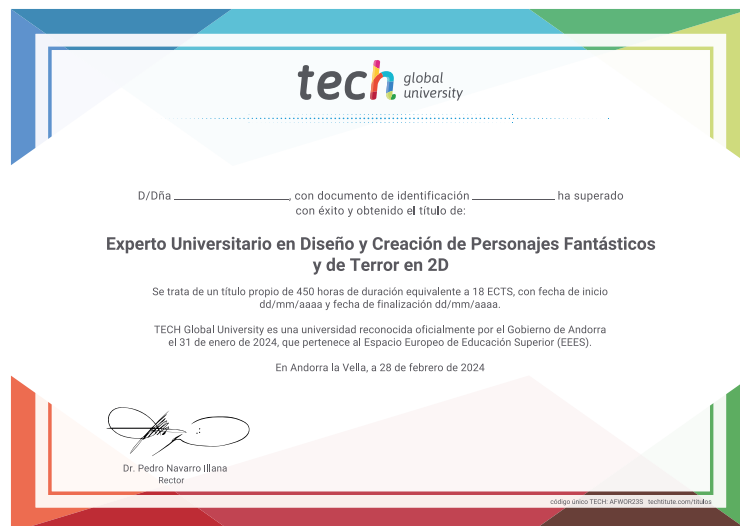 tech global university
D/Dña ____________________, con documento de identificación ______________ ha superado
con éxito y obtenido el título de:
Experto Universitario en Diseño y Creación de Personajes Fantásticos
y de Terror en 2D
Se trata de un título propio de 450 horas de duración equivalente a 18 ECTS, con fecha de inicio
dd/mm/aaaa y fecha de finalización dd/mm/aaaa.
TECH Global University es una universidad reconocida oficialmente por el Gobierno de Andorra
el 31 de enero de 2024, que pertenece al Espacio Europeo de Educación Superior (EEES).
En Andorra la Vella, a 28 de febrero de 2024
Dr. Pedro Navarro Illana
Rector
código único TECH: AFWOR23S techtitute.com/titulos